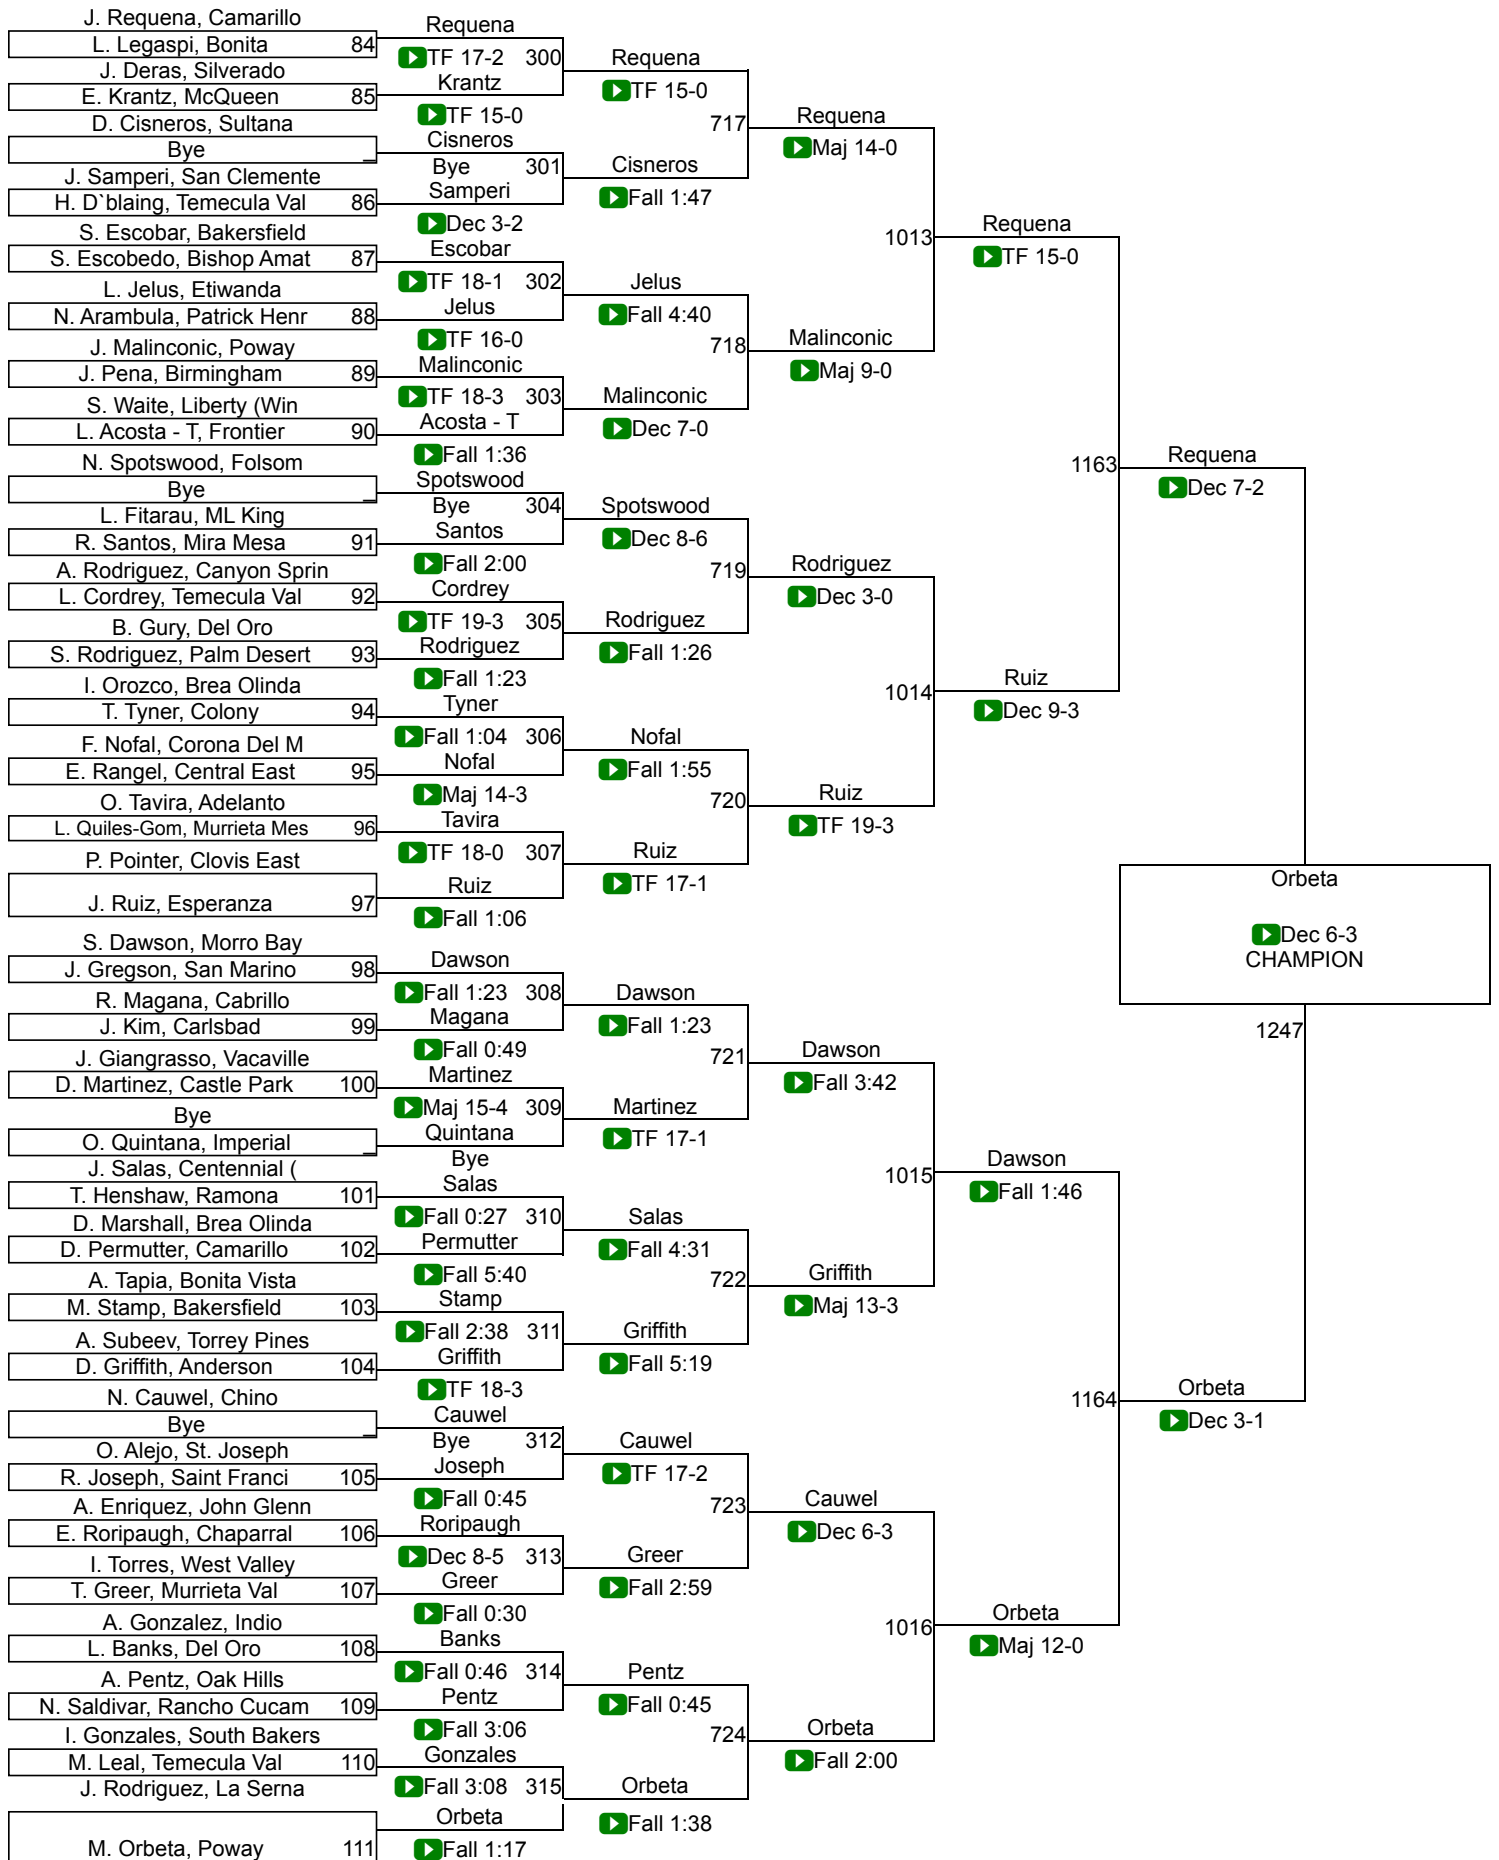 J. Requena, Camarillo
L. Legaspi, Bonita 84
J. Deras, Silverado
E. Krantz, McQueen 85
D. Cisneros, Sultana
Bye _
J. Samperi, San Clemente
H. D`blaing, Temecula Val 86
S. Escobar, Bakersfield
S. Escobedo, Bishop Amat 87
L. Jelus, Etiwanda
N. Arambula, Patrick Henr 88
J. Malinconic, Poway
J. Pena, Birmingham 89
S. Waite, Liberty (Win
L. Acosta - T, Frontier 90
N. Spotswood, Folsom
Bye _
L. Fitarau, ML King
R. Santos, Mira Mesa 91
A. Rodriguez, Canyon Sprin
L. Cordrey, Temecula Val 92
B. Gury, Del Oro
S. Rodriguez, Palm Desert 93
I. Orozco, Brea Olinda
T. Tyner, Colony 94
F. Nofal, Corona Del M
E. Rangel, Central East 95
O. Tavira, Adelanto
L. Quiles-Gom, Murrieta Mes 96
P. Pointer, Clovis East
J. Ruiz, Esperanza 97
S. Dawson, Morro Bay
J. Gregson, San Marino 98
R. Magana, Cabrillo
J. Kim, Carlsbad 99
J. Giangrasso, Vacaville
D. Martinez, Castle Park 100
Bye
O. Quintana, Imperial _
J. Salas, Centennial (
T. Henshaw, Ramona 101
D. Marshall, Brea Olinda
D. Permutter, Camarillo 102
A. Tapia, Bonita Vista
M. Stamp, Bakersfield 103
A. Subeev, Torrey Pines
D. Griffith, Anderson 104
N. Cauwel, Chino
Bye _
O. Alejo, St. Joseph
R. Joseph, Saint Franci 105
A. Enriquez, John Glenn
E. Roripaugh, Chaparral 106
I. Torres, West Valley
T. Greer, Murrieta Val 107
A. Gonzalez, Indio
L. Banks, Del Oro 108
A. Pentz, Oak Hills
N. Saldivar, Rancho Cucam 109
I. Gonzales, South Bakers
M. Leal, Temecula Val 110
J. Rodriguez, La Serna
M. Orbeta, Poway 111
Requena
TF 17-2 300
Krantz
TF 15-0
Cisneros
Bye 301
Samperi
Dec 3-2
Escobar
TF 18-1 302
Jelus
TF 16-0
Malinconic
TF 18-3 303
Acosta - T
Fall 1:36
Spotswood
Bye 304
Santos
Fall 2:00
Cordrey
TF 19-3 305
Rodriguez
Fall 1:23
Tyner
Fall 1:04 306
Nofal
Maj 14-3
Tavira
TF 18-0 307
Ruiz
Fall 1:06
Dawson
Fall 1:23 308
Magana
Fall 0:49
Martinez
Maj 15-4 309
Quintana
Bye
Salas
Fall 0:27 310
Permutter
Fall 5:40
Stamp
Fall 2:38 311
Griffith
TF 18-3
Cauwel
Bye 312
Joseph
Fall 0:45
Roripaugh
Dec 8-5 313
Greer
Fall 0:30
Banks
Fall 0:46 314
Pentz
Fall 3:06
Gonzales
Fall 3:08 315
Orbeta
Fall 1:17
Requena
TF 15-0
717
Cisneros
Fall 1:47
Jelus
Fall 4:40
718
Malinconic
Dec 7-0
Spotswood
Dec 8-6
719
Rodriguez
Fall 1:26
Nofal
Fall 1:55
720
Ruiz
TF 17-1
Dawson
Fall 1:23
721
Martinez
TF 17-1
Salas
Fall 4:31
722
Griffith
Fall 5:19
Cauwel
TF 17-2
723
Greer
Fall 2:59
Pentz
Fall 0:45
724
Orbeta
Fall 1:38
Requena
Maj 14-0
1013
Malinconic
Maj 9-0
Rodriguez
Dec 3-0
1014
Ruiz
TF 19-3
Dawson
Fall 3:42
1015
Griffith
Maj 13-3
Cauwel
Dec 6-3
1016
Orbeta
Fall 2:00
Requena
TF 15-0
1163
Ruiz
Dec 9-3
Dawson
Fall 1:46
1164
Orbeta
Maj 12-0
Requena
Dec 7-2
Orbeta
Dec 6-3
CHAMPION
1247
Orbeta
Dec 3-1